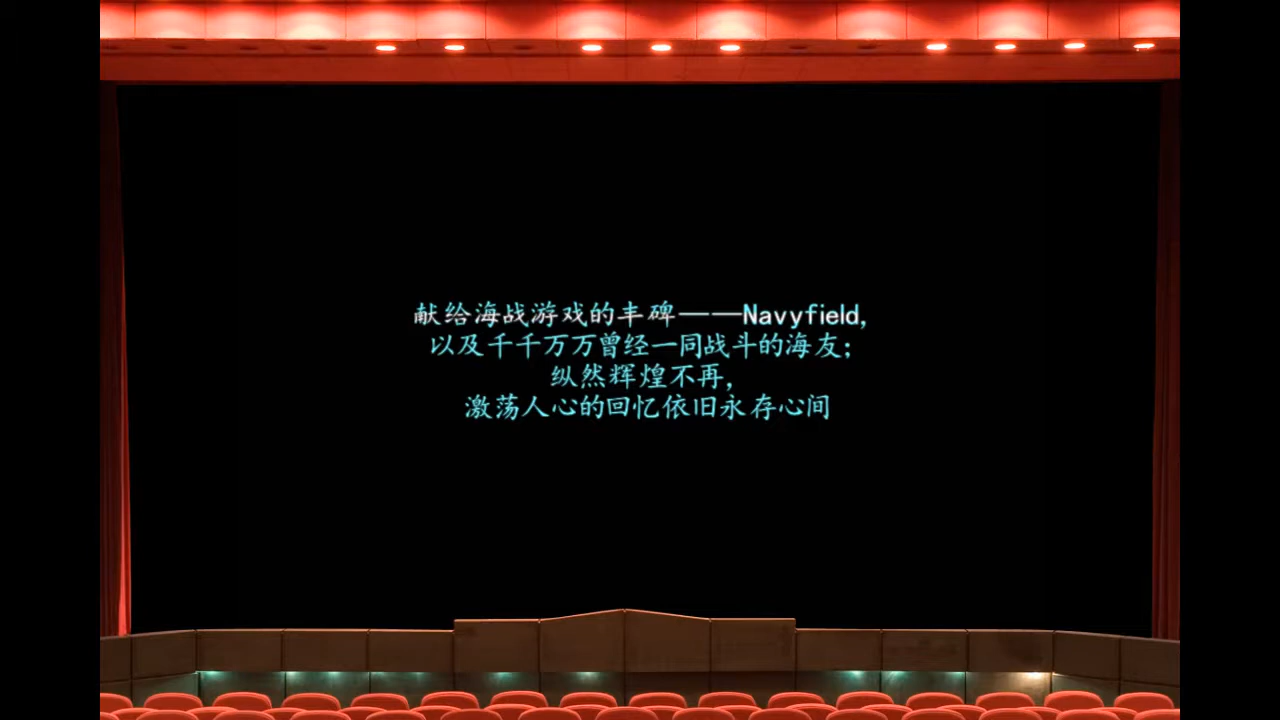 献给海战游戏的丰碑——Navyfield,
以及千千万万曾经一同战斗的海友;
纵然辉煌不再,
激荡人心的回忆依旧永存心间